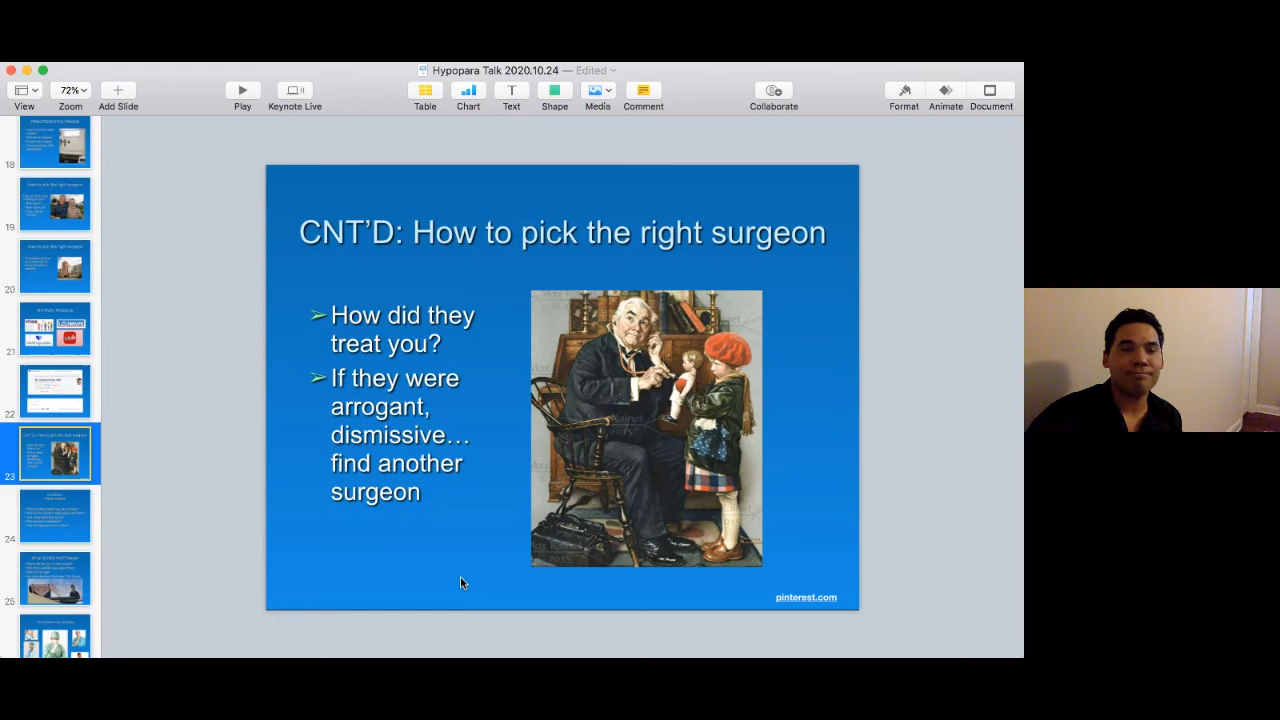 Hypopara Talk 2020.10.24 — Edited
72%
View
Zoom
Add Slide
Play
Keynote Live
Table
Chart
Text
Shape
Media
Comment
Collaborate
Format
Animate
Document
18
19
20
21
22
23
24
25
CNT'D: How to pick the right surgeon
➢ How did they
treat you?
➢ If they were
arrogant,
dismissive…
find another
surgeon
pinterest.com